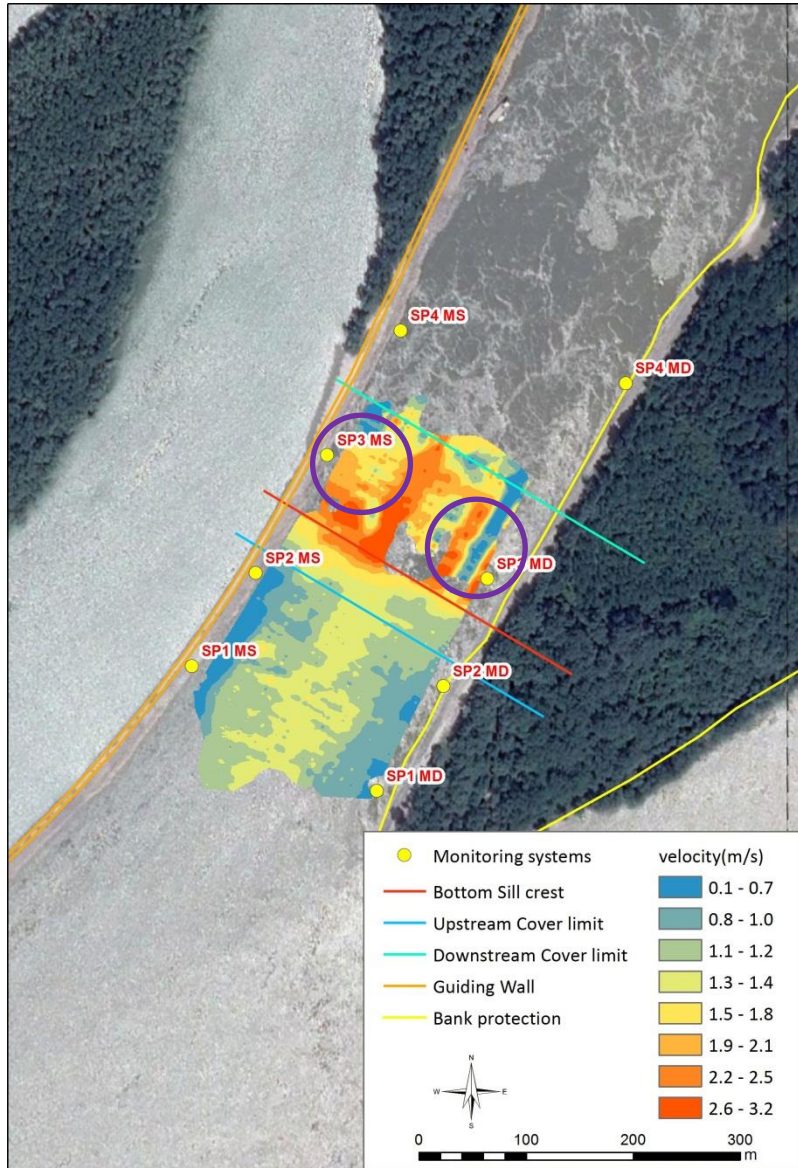 SP4 MS
SP4 MD
SP3 MS
SP3 MD
SP2 MS
SP1 MS
SP2 MD
SP1 MD
Monitoring systems
Bottom Sill crest
Upstream Cover limit
Downstream Cover limit
Guiding Wall
Bank protection
velocity(m/s)
0.1 - 0.7
0.8 - 1.0
1.1 - 1.2
1.3 - 1.4
1.5 - 1.8
1.9 - 2.1
2.2 - 2.5
2.6 - 3.2
N
W E
S
0 100 200 300
m